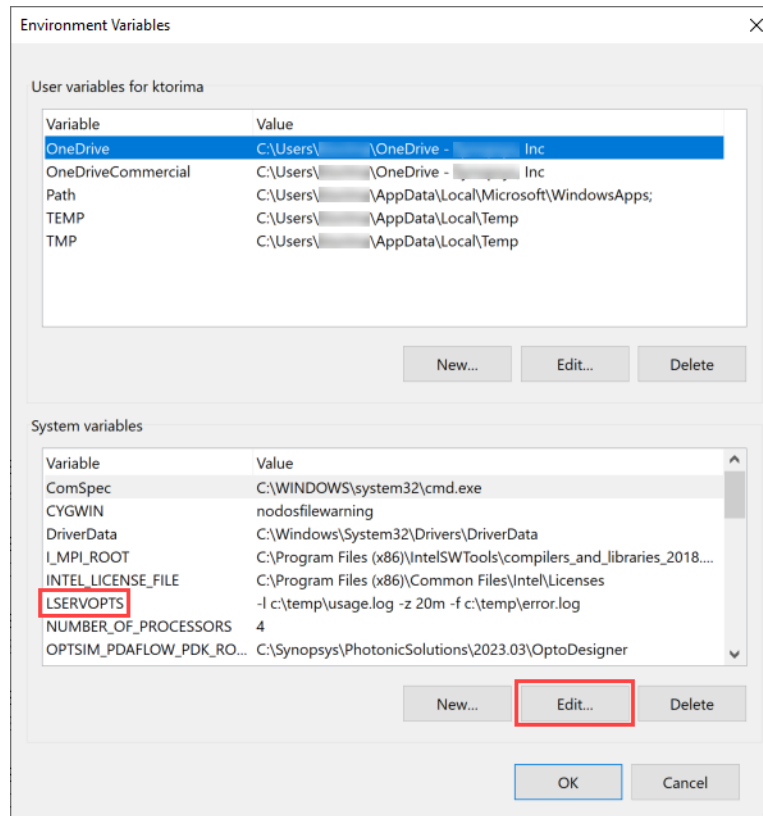 Environment Variables
User variables for ktorima
Variable Value
OneDrive C:\Users\ \OneDrive - Inc
OneDriveCommercial C:\Users\ \OneDrive - Inc
Path C:\Users\ \AppData\Local\Microsoft\WindowsApps;
TEMP C:\Users\ \AppData\Local\Temp
TMP C:\Users\ \AppData\Local\Temp
New... Edit... Delete
System variables
Variable Value
ComSpec C:\WINDOWS\system32\cmd.exe
CYGWIN nodosfilewarning
DriverData C:\Windows\System32\Drivers\DriverData
I_MPI_ROOT C:\Program Files (x86)\IntelSWTools\compilers_and_libraries_2018....
INTEL_LICENSE_FILE C:\Program Files (x86)\Common Files\Intel\Licenses
LSERVOPTS -l c:\temp\usage.log -z 20m -f c:\temp\error.log
NUMBER_OF_PROCESSORS 4
OPTSIM_PDAFLOW_PDK_RO... C:\Synopsys\PhotonicSolutions\2023.03\OptoDesigner
New... Edit... Delete
OK Cancel